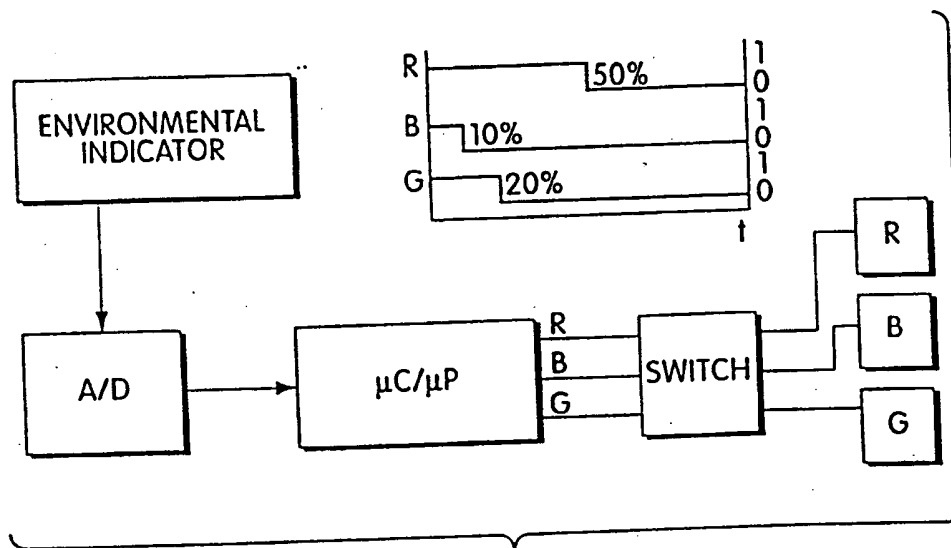 ENVIRONMENTAL
INDICATOR
R
50%
1
0
B
10%
1
0
G
20%
1
0
t
R
B
G
A/D
μC/μP
R
B
G
SWITCH